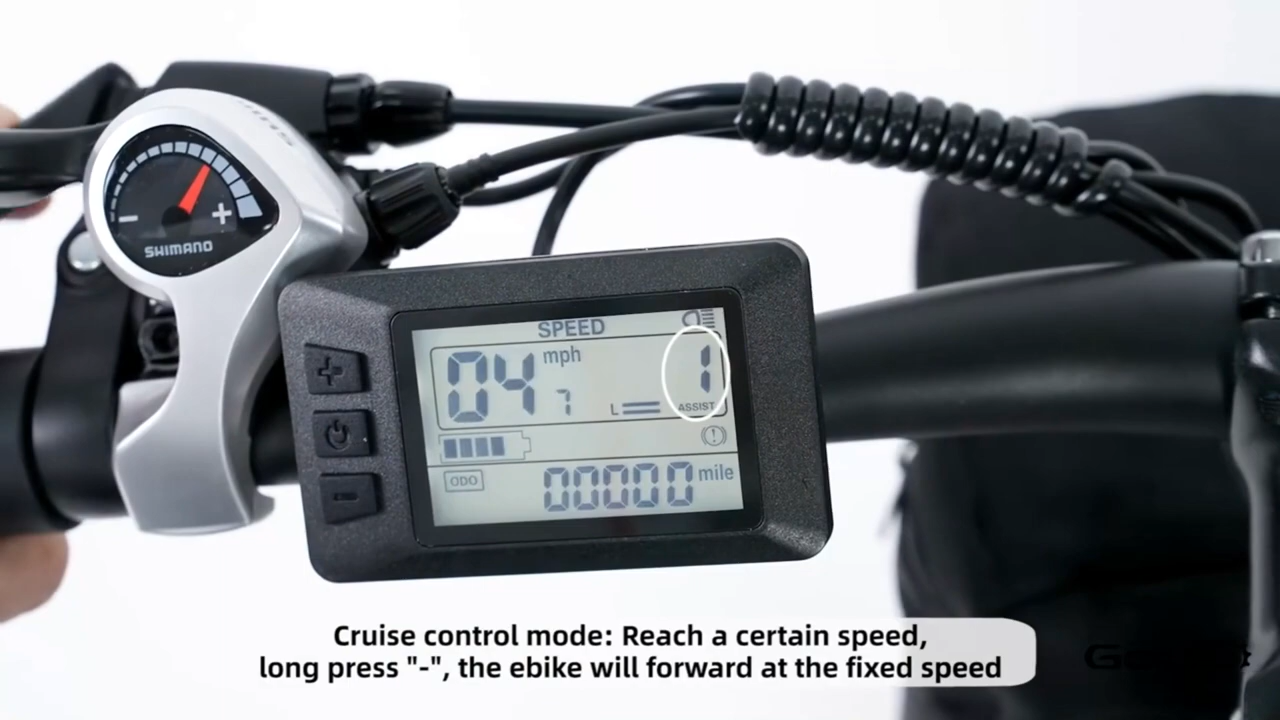 SHIMANO
SPEED
04 7 mph
1
L
ASSIST
ODO
00000 mile
Cruise control mode: Reach a certain speed,
long press "-", the ebike will forward at the fixed speed